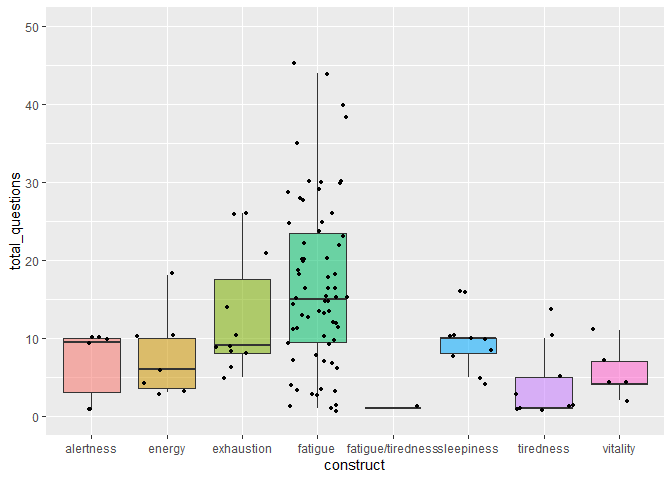 50
40
30
20
10
0
total_questions
alertness energy exhaustion fatigue fatigue/tiredness sleepiness tiredness vitality
construct